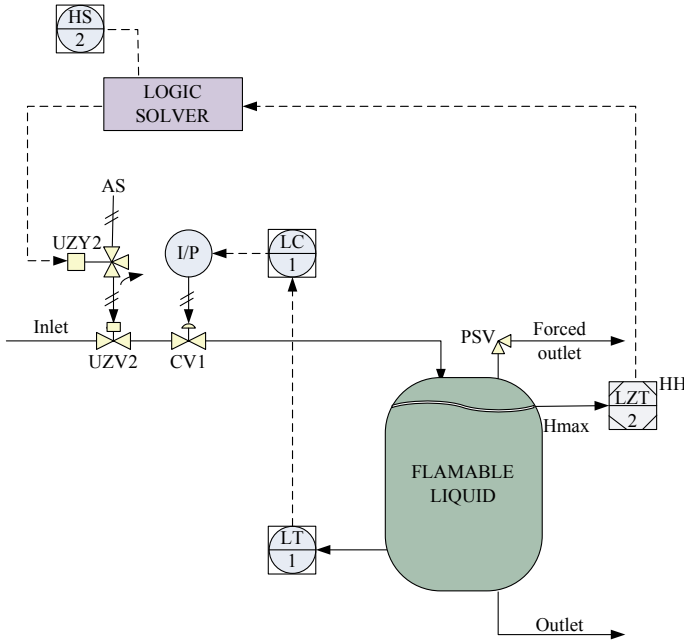 HS
2
LOGIC
SOLVER
AS
UZY2
I/P
LC
1
Inlet
UZV2
CV1
PSV
Forced
outlet
HH
LZT
2
Hmax
FLAMABLE
LIQUID
LT
1
Outlet